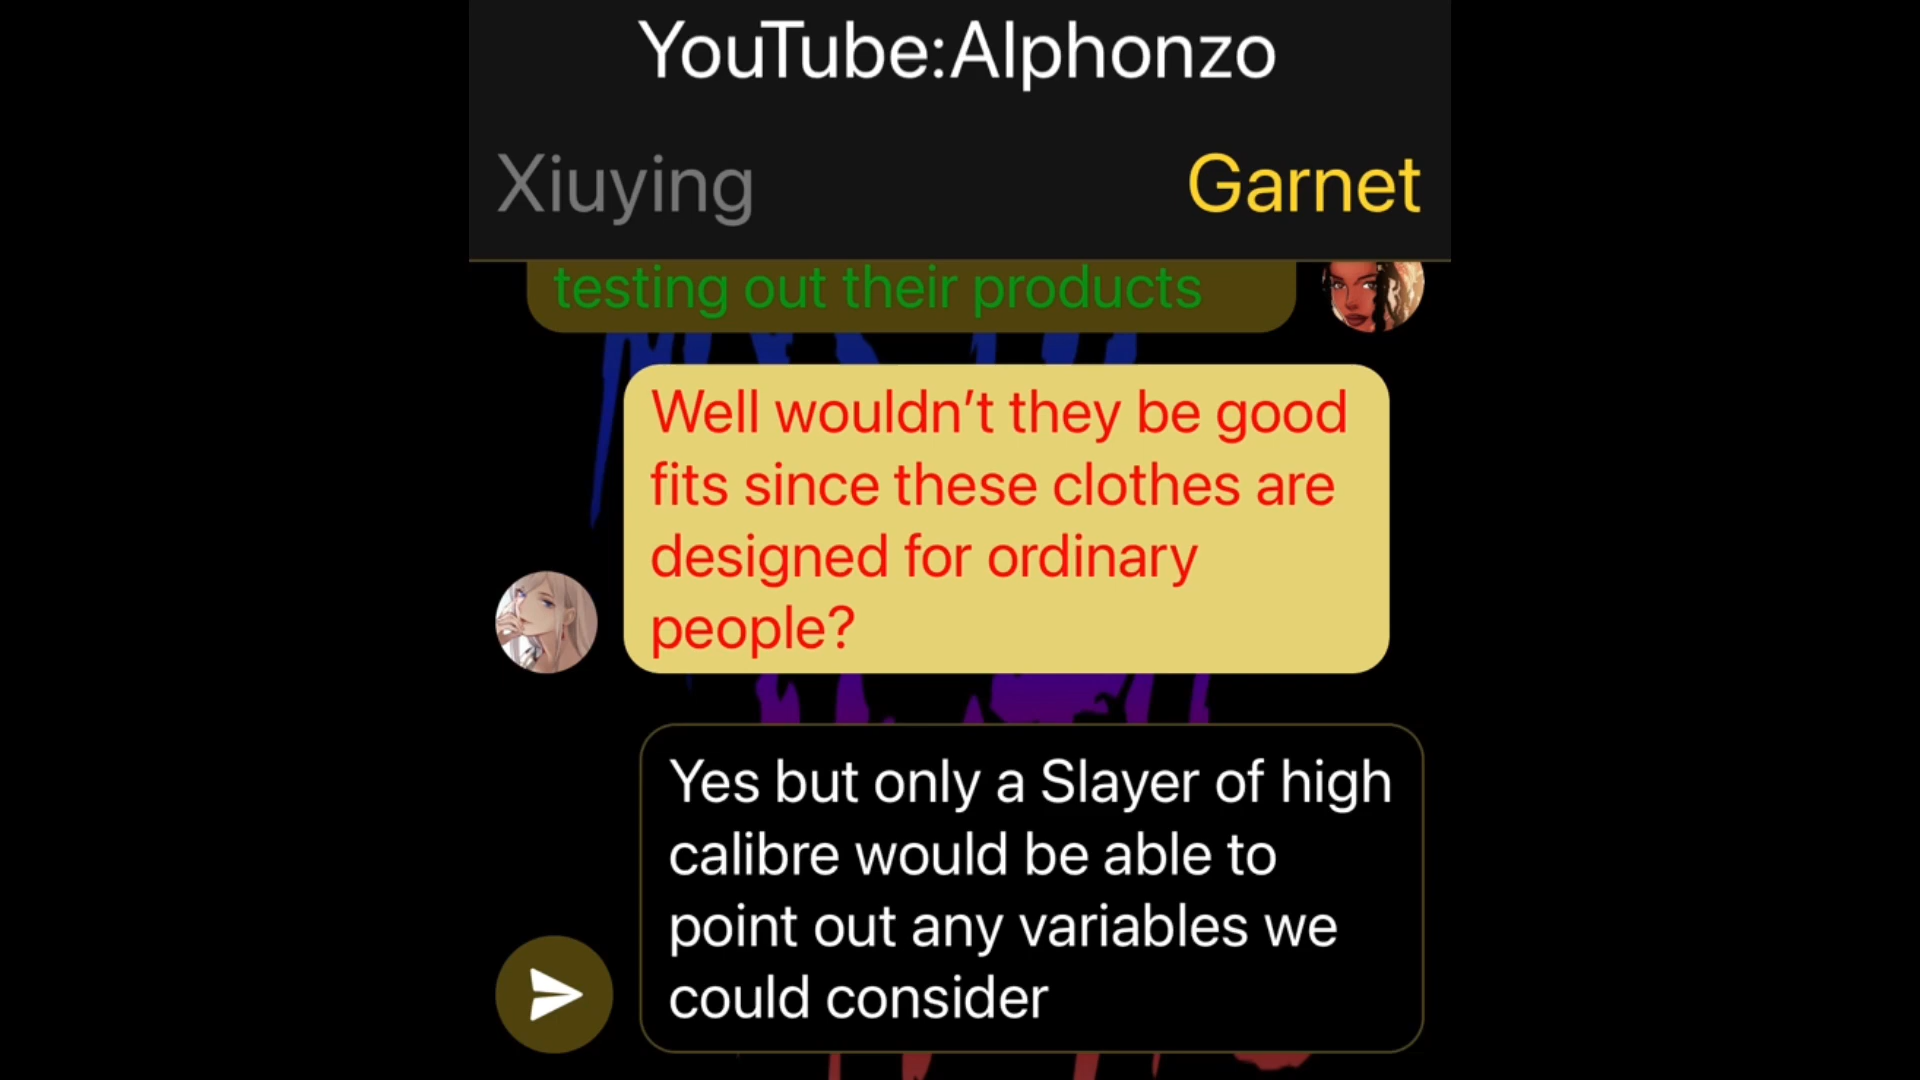 YouTube:Alphonzo
Xiuying
Garnet
testing out their products
Well wouldn’t they be good
fits since these clothes are
designed for ordinary
people?
Yes but only a Slayer of high
calibre would be able to
point out any variables we
could consider